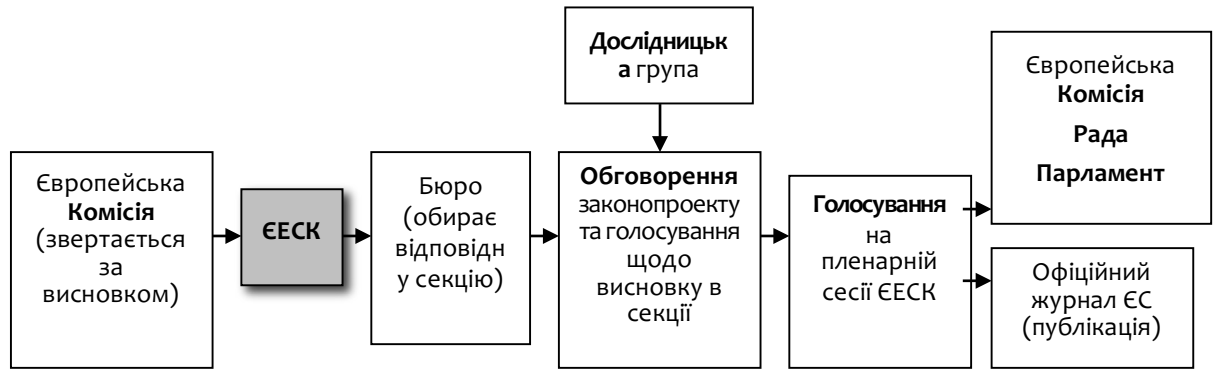 Європейська
Комісія
(звертається
за
висновком)
ЄЕСК
Бюро
(обирає
відповідн
у секцію)
Дослідницьк
а група
Обговорення
законопроекту
та голосування
щодо
висновку в
секції
Голосування
на
пленарній
сесії ЄЕСК
Європейська
Комісія
Рада
Парламент
Офіційний
журнал ЄС
(публікація)